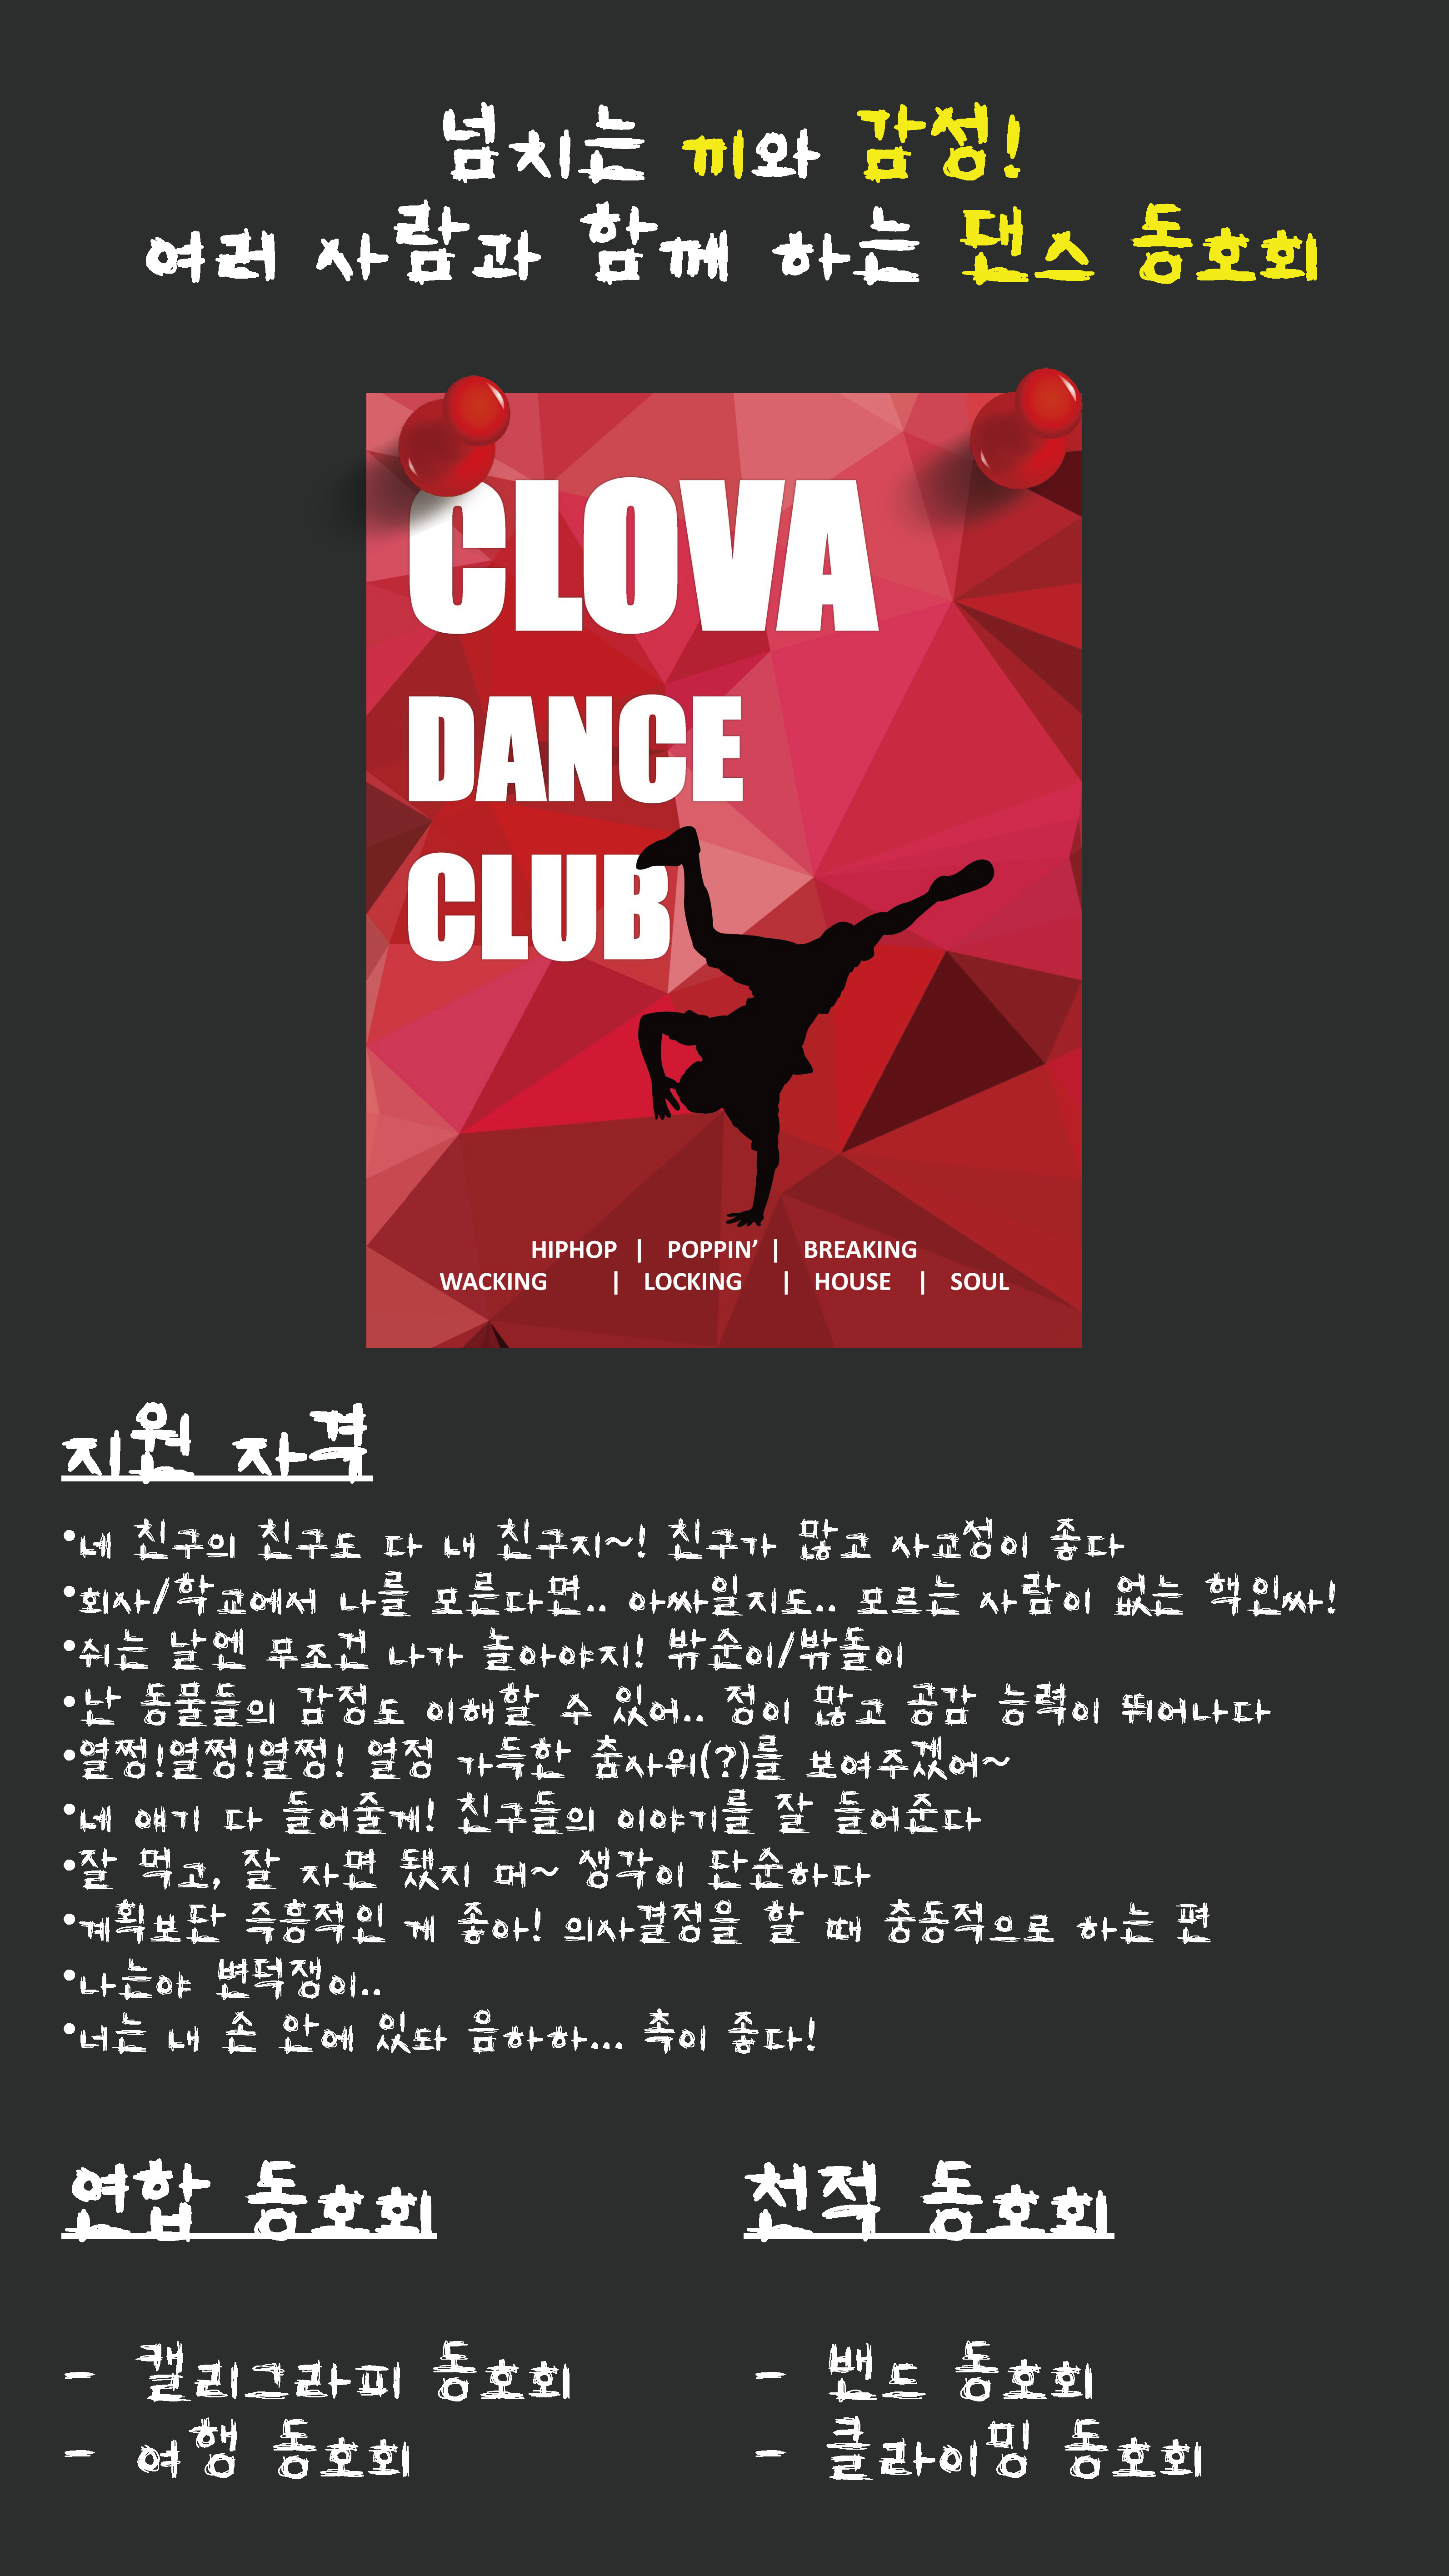 넘치는 끼와 감성!
여러 사람과 함께 하는 댄스 동호회
CLOVA
DANCE
CLUB
HIPHOP | POPPIN’ | BREAKING
WACKING | LOCKING | HOUSE | SOUL
지원 자격
•네 친구의 친구도 다 내 친구지~! 친구가 많고 사교성이 좋다
•회사/학교에서 나를 모른다면.. 아싸일지도.. 모르는 사람이 없는 핵인싸!
•쉬는 날엔 무조건 나가 놀아야지! 밖순이/밖돌이
•난 동물들의 감정도 이해할 수 있어.. 정이 많고 공감 능력이 뛰어나다
•열쩡!열쩡!열쩡! 열정 가득한 춤사위(?)를 보여주겠어~
•네 얘기 다 들어줄게! 친구들의 이야기를 잘 들어준다
•잘 먹고, 잘 자면 됐지 머~ 생각이 단순하다
•계획보단 즉흥적인 게 좋아! 의사결정을 할 때 충동적으로 하는 편
•나는야 변덕쟁이..
•너는 내 손 안에 있돠 음하하... 촉이 좋다!
연합 동호회
- 캘리그라피 동호회
- 여행 동호회
천적 동호회
- 밴드 동호회
- 클라이밍 동호회